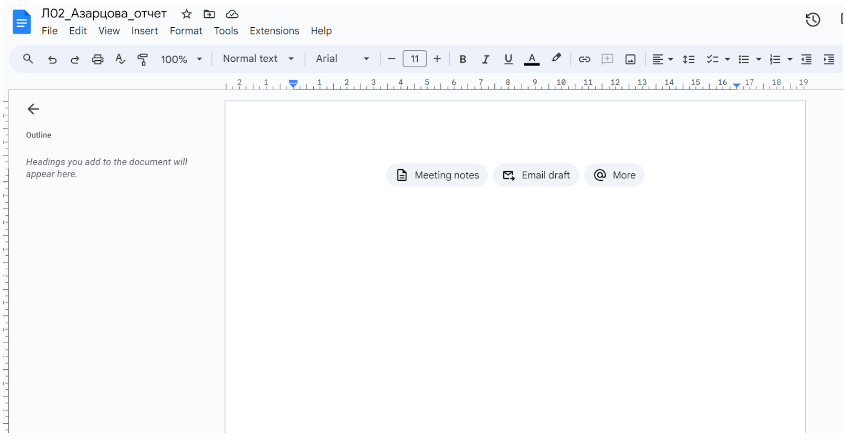 Л02_Азарцова_отчет
File Edit View Insert Format Tools Extensions Help
100% Normal text Arial 11 B I U A
2 1 1 2 3 4 5 6 7 8 9 10 11 12 13 14 15 16 17 18 19
Outline
Headings you add to the document will
appear here.
Meeting notes Email draft More